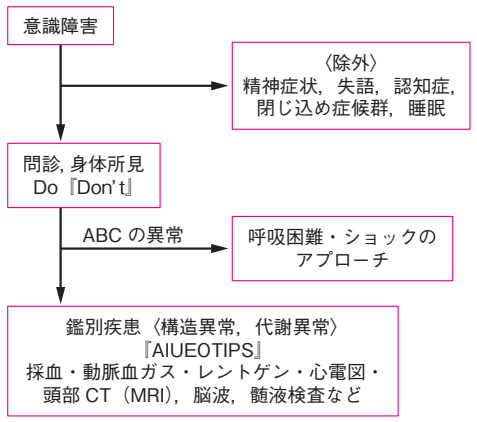 意識障害
〈除外〉
精神症状，失語，認知症，
閉じ込め症候群，睡眠
問診, 身体所見
Do『Don't』
ABC の異常
呼吸困難・ショックの
アプローチ
鑑別疾患〈構造異常，代謝異常〉
『AIUEOTIPS』
採血・動脈血ガス・レントゲン・心電図・
頭部 CT（MRI），脳波，髄液検査など